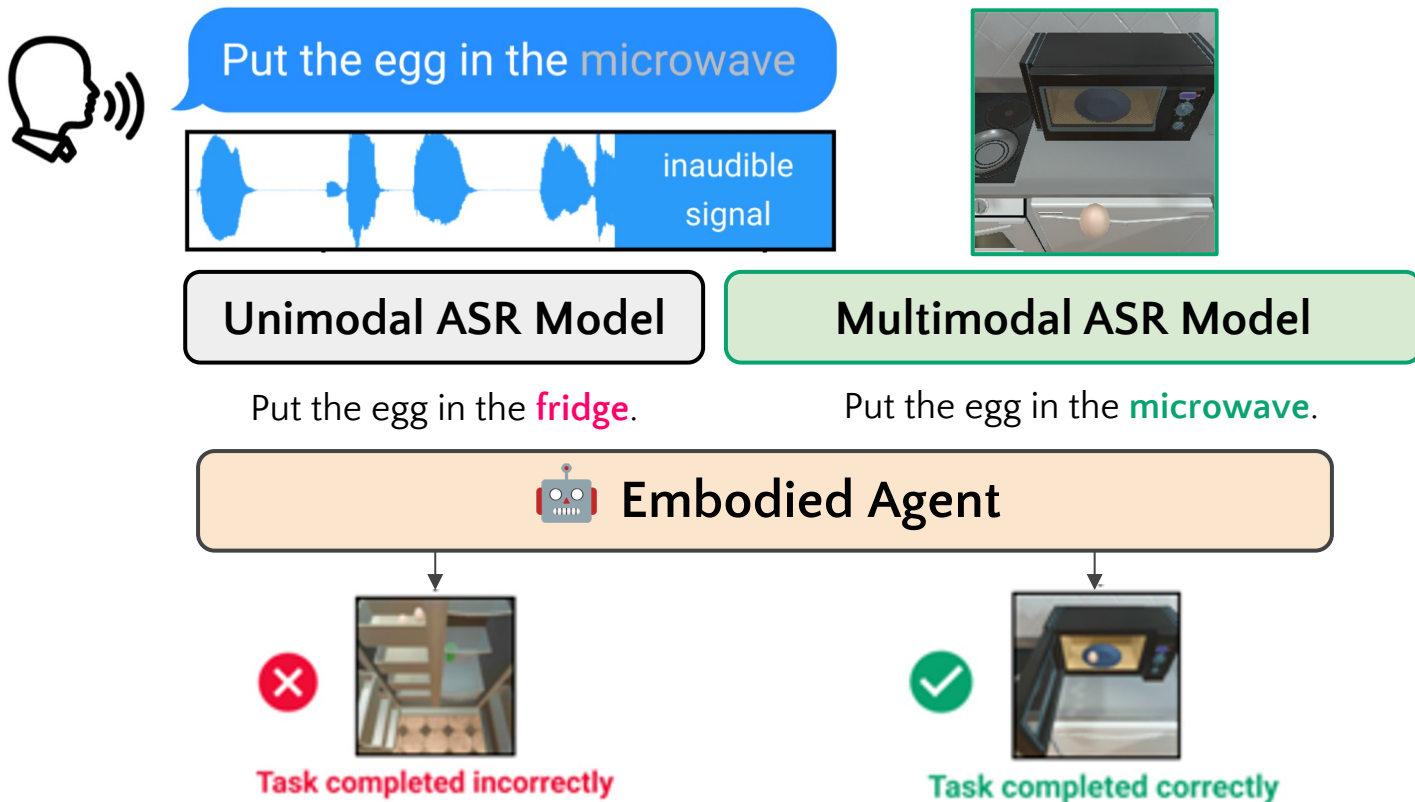 Put the egg in the microwave
inaudible
signal
Unimodal ASR Model
Multimodal ASR Model
Put the egg in the fridge.
Put the egg in the microwave.
Embodied Agent
Task completed incorrectly
Task completed correctly